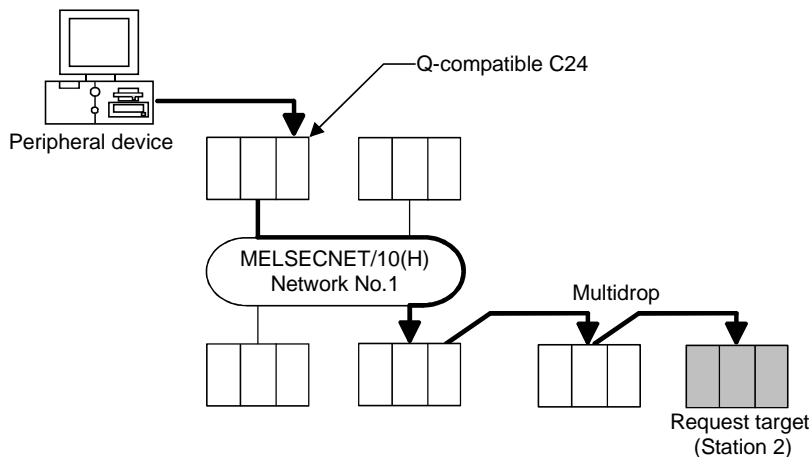 Q-compatible C24
Peripheral device
MELSECNET/10(H)
Network No.1
Multidrop
Request target
(Station 2)